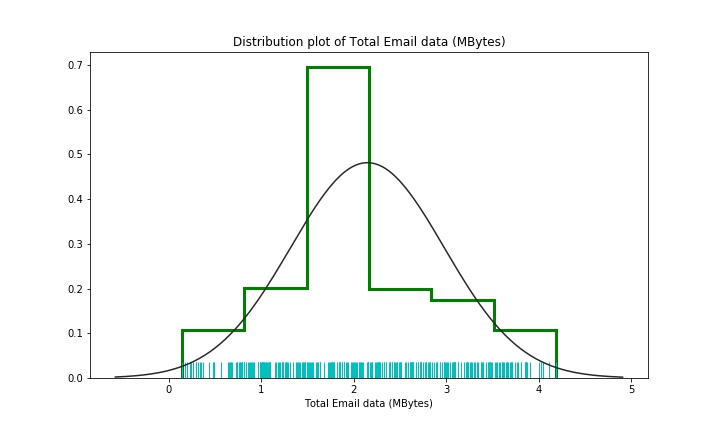 Distribution plot of Total Email data (MBytes)
0.7
0.6
0.5
0.4
0.3
0.2
0.1
0.0
0 1 2 3 4 5
Total Email data (MBytes)